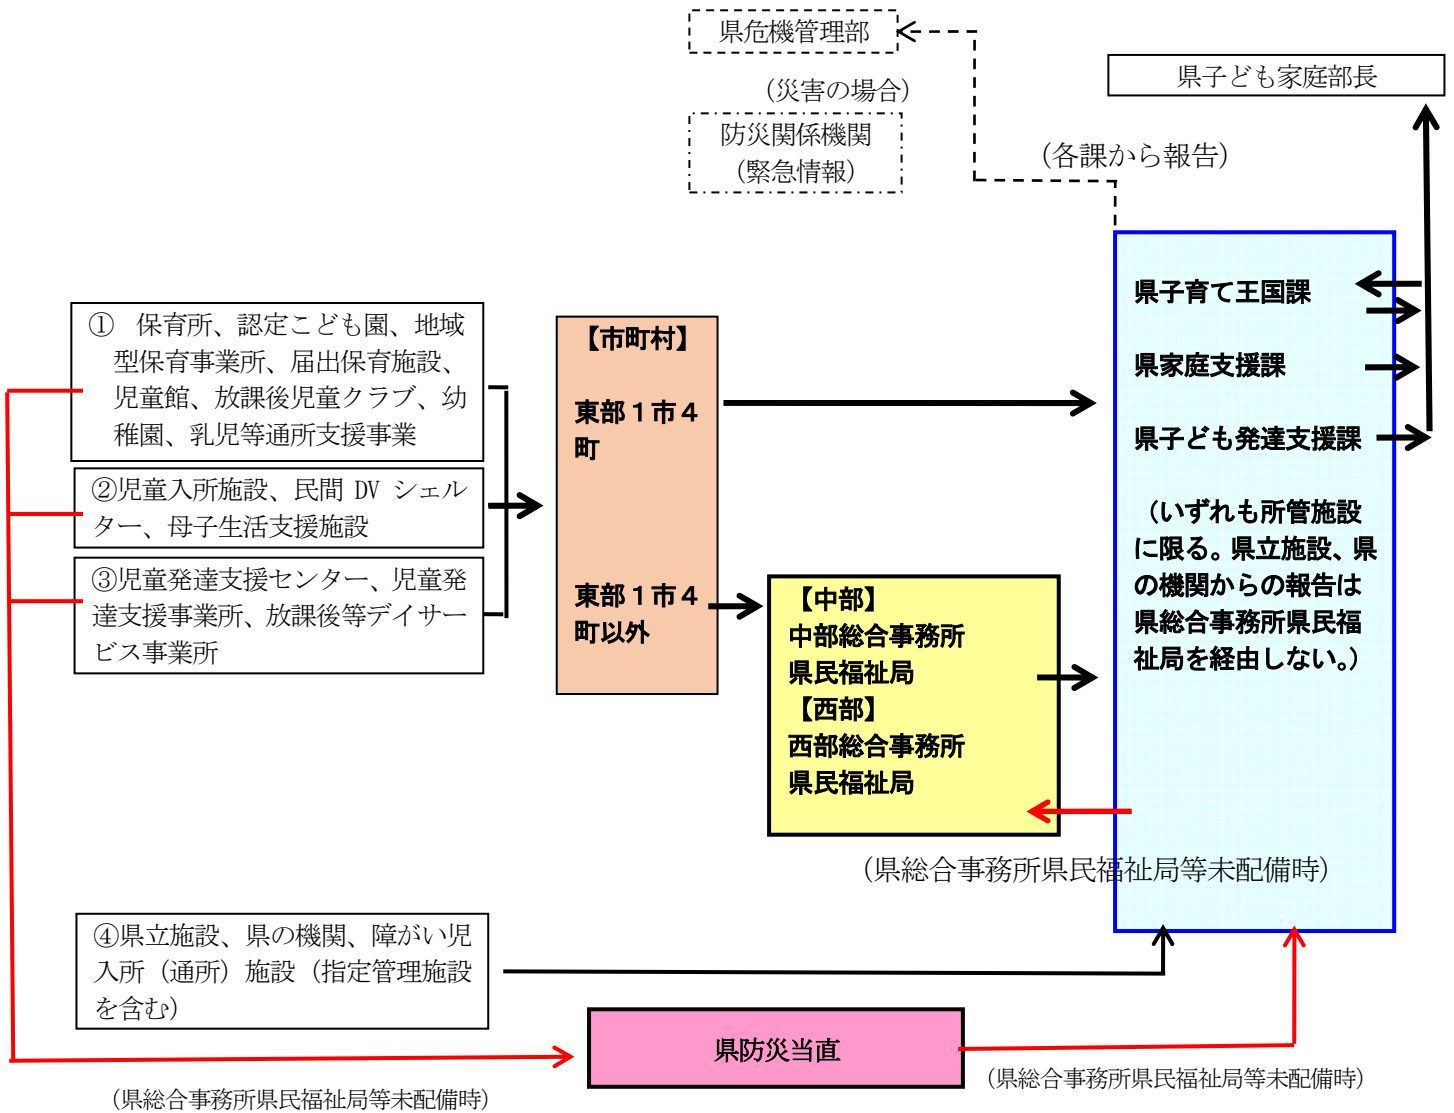 県危機管理部
県子ども家庭部長
（災害の場合）
防災関係機関
（緊急情報）
（各課から報告）
① 保育所、認定こども園、地域
型保育事業所、届出保育施設、
児童館、放課後児童クラブ、幼
稚園、乳児等通所支援事業
②児童入所施設、民間 DV シェル
ター、母子生活支援施設
③児童発達支援センター、児童発
達支援事業所、放課後等デイサー
ビス事業所
【市町村】
東部１市４
町
東部１市４
町以外
【中部】
中部総合事務所
県民福祉局
【西部】
西部総合事務所
県民福祉局
県子育て王国課
県家庭支援課
県子ども発達支援課
（いずれも所管施設
に限る。県立施設、県
の機関からの報告は
県総合事務所県民福
祉局を経由しない。）
（県総合事務所県民福祉局等未配備時）
④県立施設、県の機関、障がい児
入所（通所）施設（指定管理施設
を含む）
県防災当直
（県総合事務所県民福祉局等未配備時）
（県総合事務所県民福祉局等未配備時）